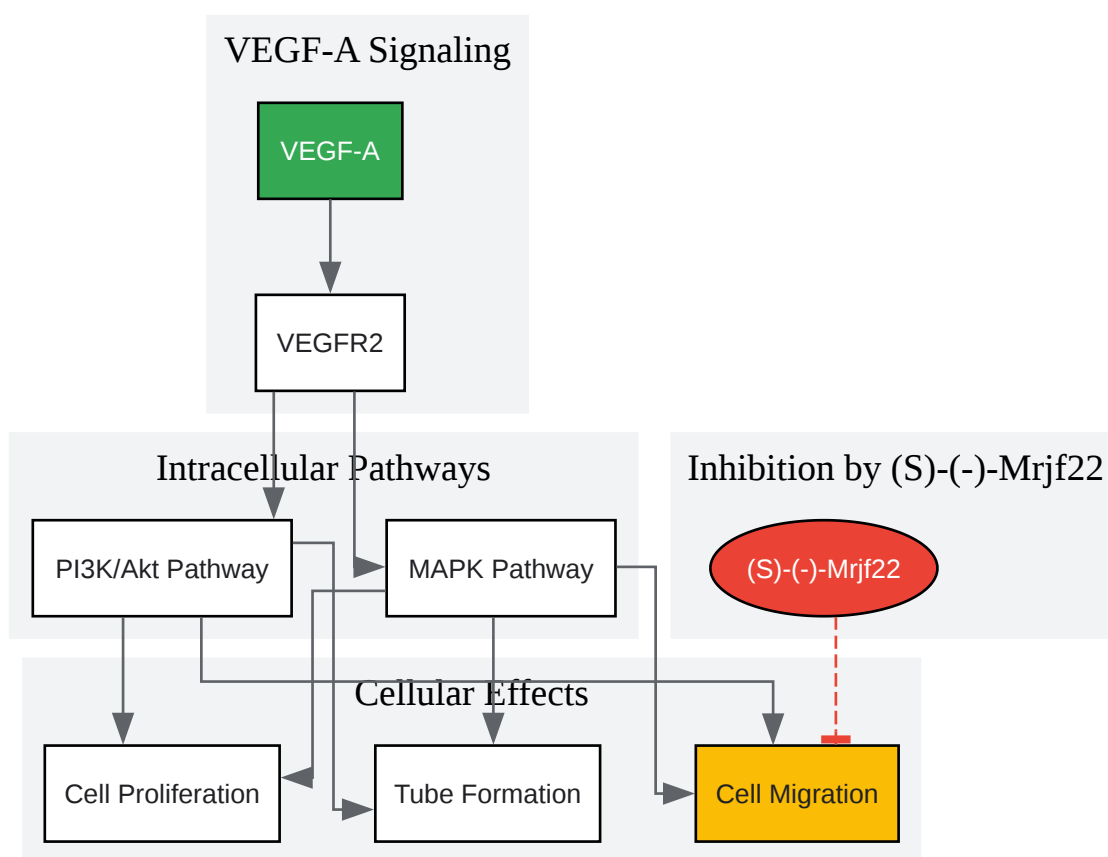 VEGF-A Signaling
VEGF-A
VEGFR2
Intracellular Pathways
PI3K/Akt Pathway
MAPK Pathway
Inhibition by (S)-(-)-Mrjf22
(S)-(-)-Mrjf22
Cellular Effects
Cell Proliferation
Tube Formation
Cell Migration